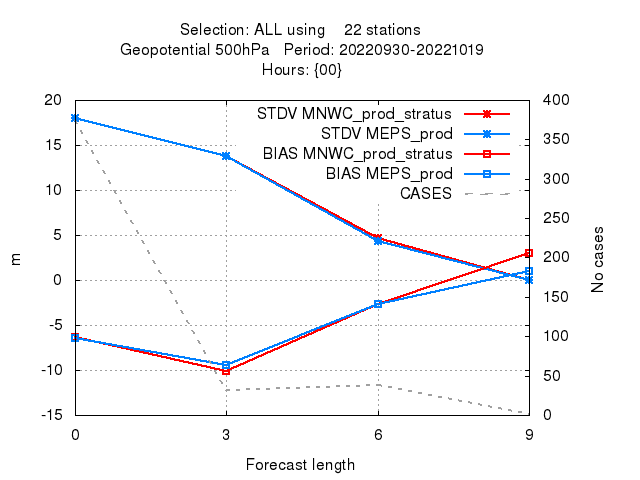 Selection: ALL using    22 stations
Geopotential 500hPa   Period: 20220930-20221019
Hours: {00}
STDV MNWC_prod_stratus
STDV MEPS_prod
BIAS MNWC_prod_stratus
BIAS MEPS_prod
CASES
20
15
10
5
0
-5
-10
-15
m
400
350
300
250
200
150
100
50
0
No cases
0 3 6 9
Forecast length